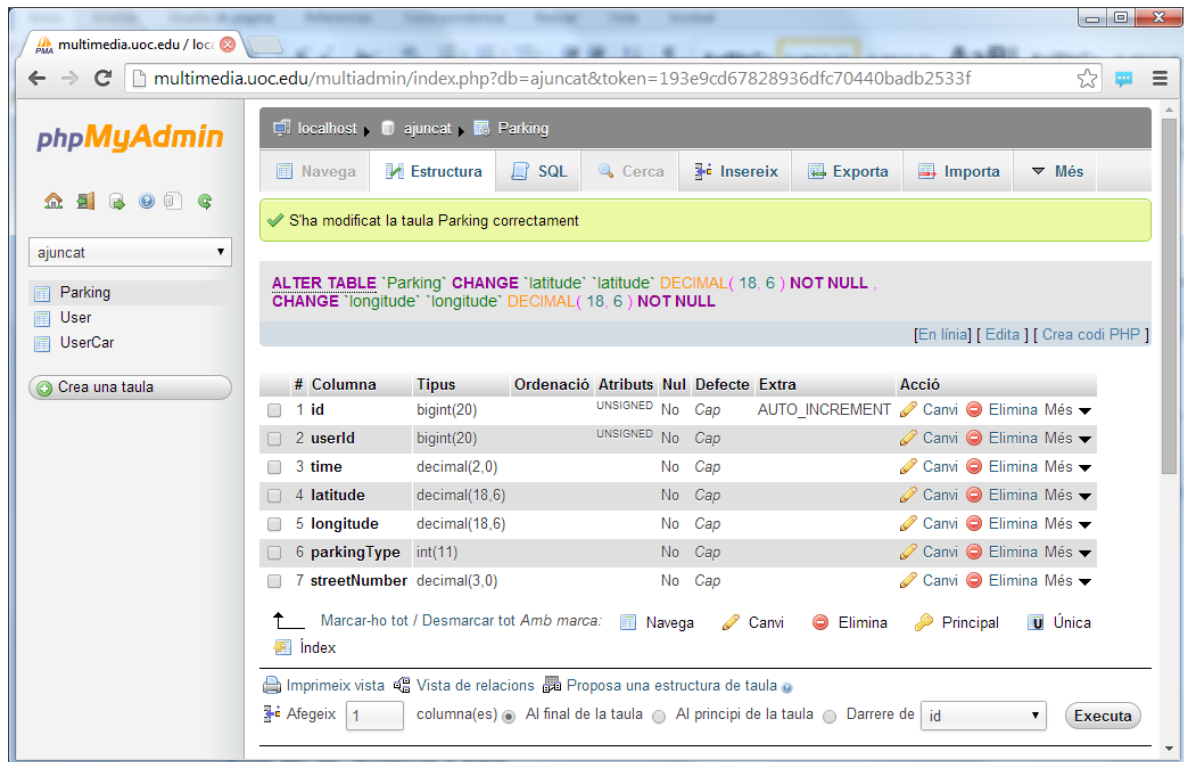 multimedia.uoc.edu / loc
multimedia.uoc.edu/multiadmin/index.php?db=ajuncat&token=193e9cd67828936dfc70440badb2533f
phpMyAdmin
ajuncat
Parking
User
UserCar
Crea una taula
localhost ajuncat Parking
Navega Estructura SQL Cerca Insereix Exporta Importa Més
S'ha modificat la taula Parking correctament
ALTER TABLE `Parking` CHANGE `latitude` `latitude` DECIMAL( 18, 6 ) NOT NULL ,
CHANGE `longitude` `longitude` DECIMAL( 18, 6 ) NOT NULL
[En línia] [ Edita ] [ Crea codi PHP ]
# Columna Tipus Ordenació Atributs Nul Defecte Extra Acció
1 id bigint(20) UNSIGNED No Cap AUTO_INCREMENT Canvi Elimina Més
2 userId bigint(20) UNSIGNED No Cap Canvi Elimina Més
3 time decimal(2,0) No Cap Canvi Elimina Més
4 latitude decimal(18,6) No Cap Canvi Elimina Més
5 longitude decimal(18,6) No Cap Canvi Elimina Més
6 parkingType int(11) No Cap Canvi Elimina Més
7 streetNumber decimal(3,0) No Cap Canvi Elimina Més
Marcar-ho tot / Desmarcar tot Amb marca: Navega Canvi Elimina Principal Única
Índex
Imprimeix vista Vista de relacions Proposa una estructura de taula
Afegeix 1 columna(es) Al final de la taula Al principi de la taula Darrere de id Executa